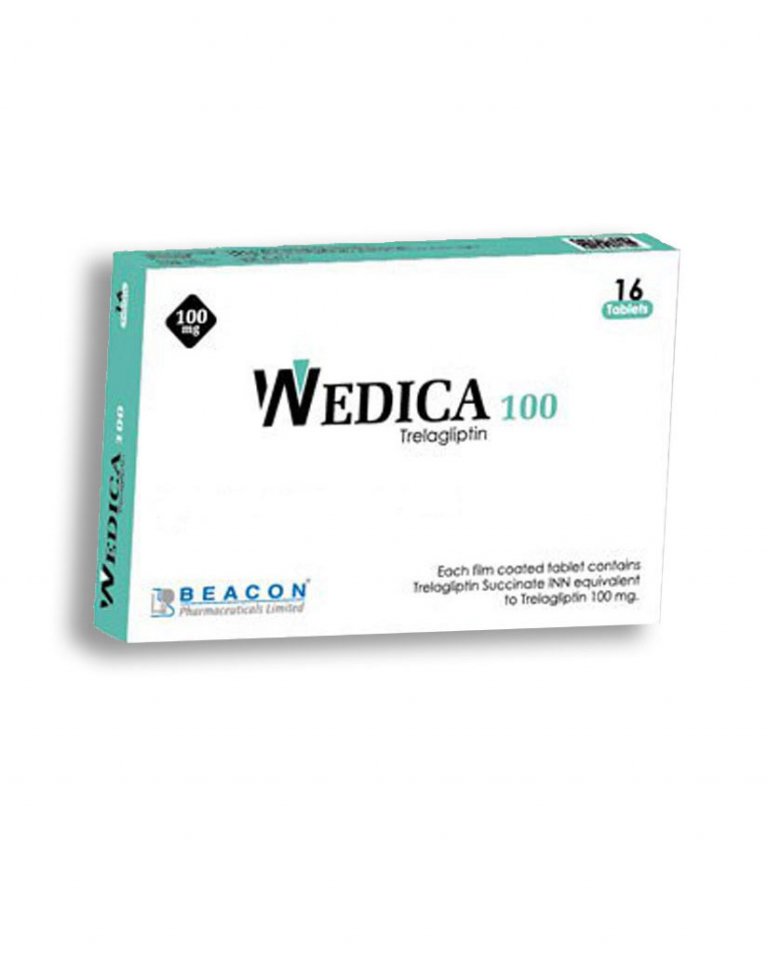 100
mg
16
Tablets
WEDICA 100
Trelagliptin
Each film coated tablet contains
Trelagliptin Succinate INN equivalent
to Trelagliptin 100 mg.
BEACON
Pharmaceuticals Limited
16
WEDICA 100